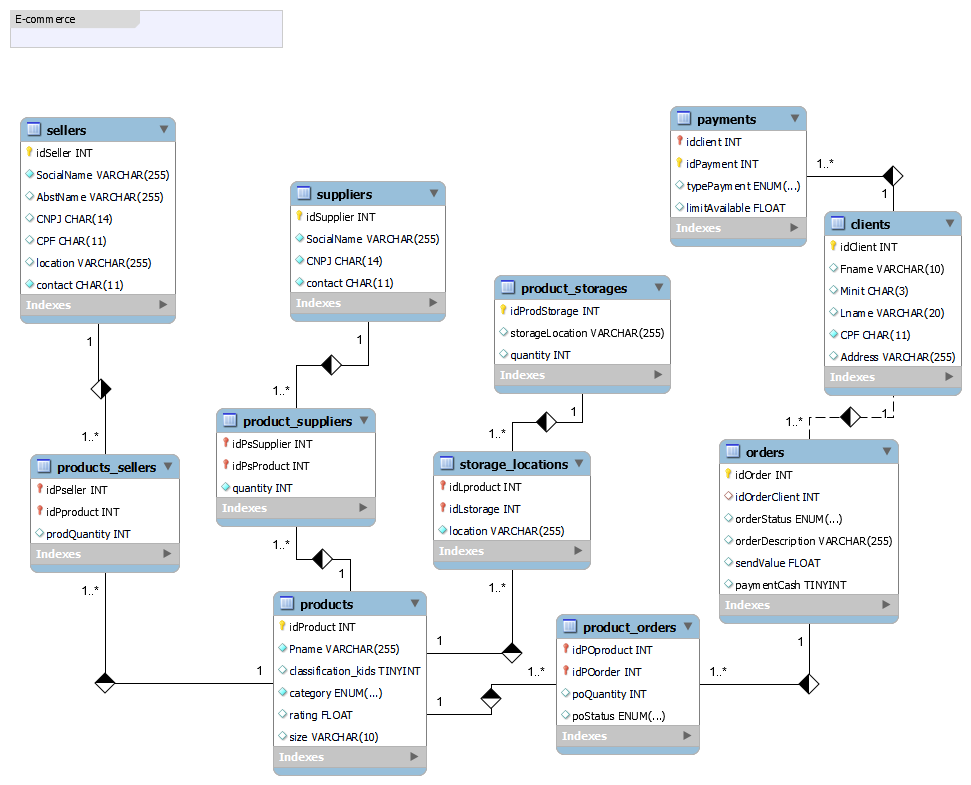 E-commerce
sellers
idSeller INT
SocialName VARCHAR(255)
AbstName VARCHAR(255)
CNPJ CHAR(14)
CPF CHAR(11)
location VARCHAR(255)
contact CHAR(11)
Indexes
1
1..*
suppliers
idSupplier INT
SocialName VARCHAR(255)
CNPJ CHAR(14)
contact CHAR(11)
Indexes
1
1..*
payments
idclient INT
idPayment INT
typePayment ENUM(...)
limitAvailable FLOAT
Indexes
1..*
1
clients
idClient INT
Fname VARCHAR(10)
Minit CHAR(3)
Lname VARCHAR(20)
CPF CHAR(11)
Address VARCHAR(255)
Indexes
1
1..*
product_storages
idProdStorage INT
storageLocation VARCHAR(255)
quantity INT
Indexes
1
1..*
products_sellers
idPseller INT
idPproduct INT
prodQuantity INT
Indexes
1..*
1
product_suppliers
idPsSupplier INT
idPsProduct INT
quantity INT
Indexes
1..*
1
storage_locations
idLproduct INT
idLstorage INT
location VARCHAR(255)
Indexes
1..*
1
orders
idOrder INT
idOrderClient INT
orderStatus ENUM(...)
orderDescription VARCHAR(255)
sendValue FLOAT
paymentCash TINYINT
Indexes
1
1..*
products
idProduct INT
Pname VARCHAR(255)
classification_kids TINYINT
category ENUM(...)
rating FLOAT
size VARCHAR(10)
Indexes
1
1..*
product_orders
idPOproduct INT
idPOorder INT
poQuantity INT
poStatus ENUM(...)
Indexes